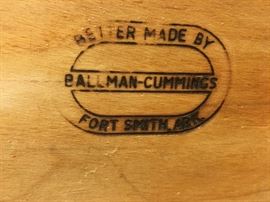 BETTER MADE BY
BALLMAN-CUMMINGS
FORT SMITH, ARK.